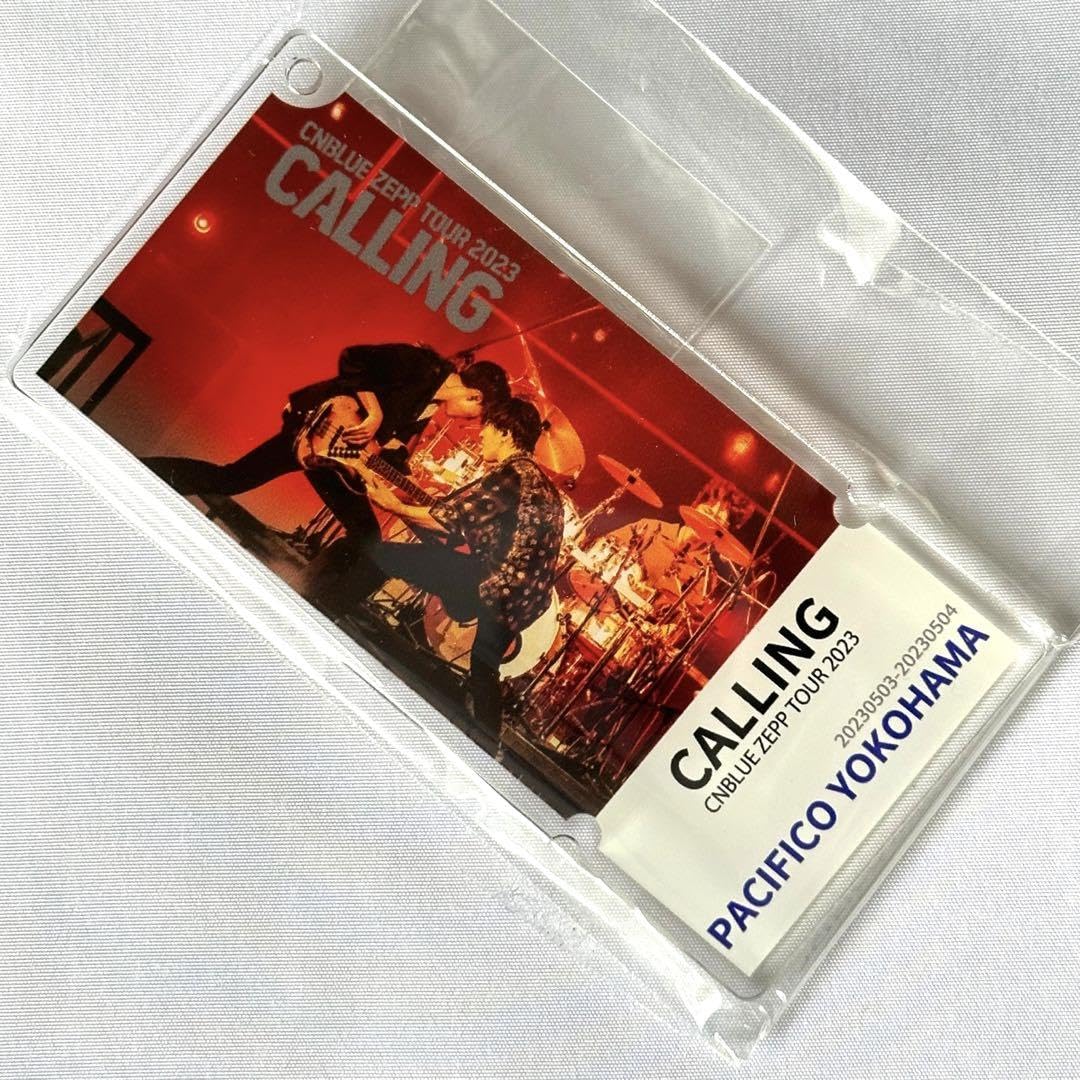 CNBLUE ZEPP TOUR 2023
CALLING
CALLING
CNBLUE ZEPP TOUR 2023
20230503-20230504
PACIFICO YOKOHAMA